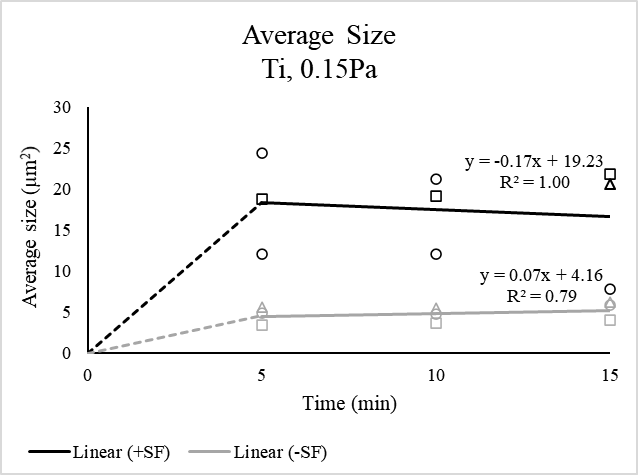 Average Size
Ti, 0.15Pa
30
25
20
15
10
5
0
Average size (µm²)
y = -0.17x + 19.23
R² = 1.00
y = 0.07x + 4.16
R² = 0.79
0 5 10 15
Time (min)
Linear (+SF) Linear (-SF)